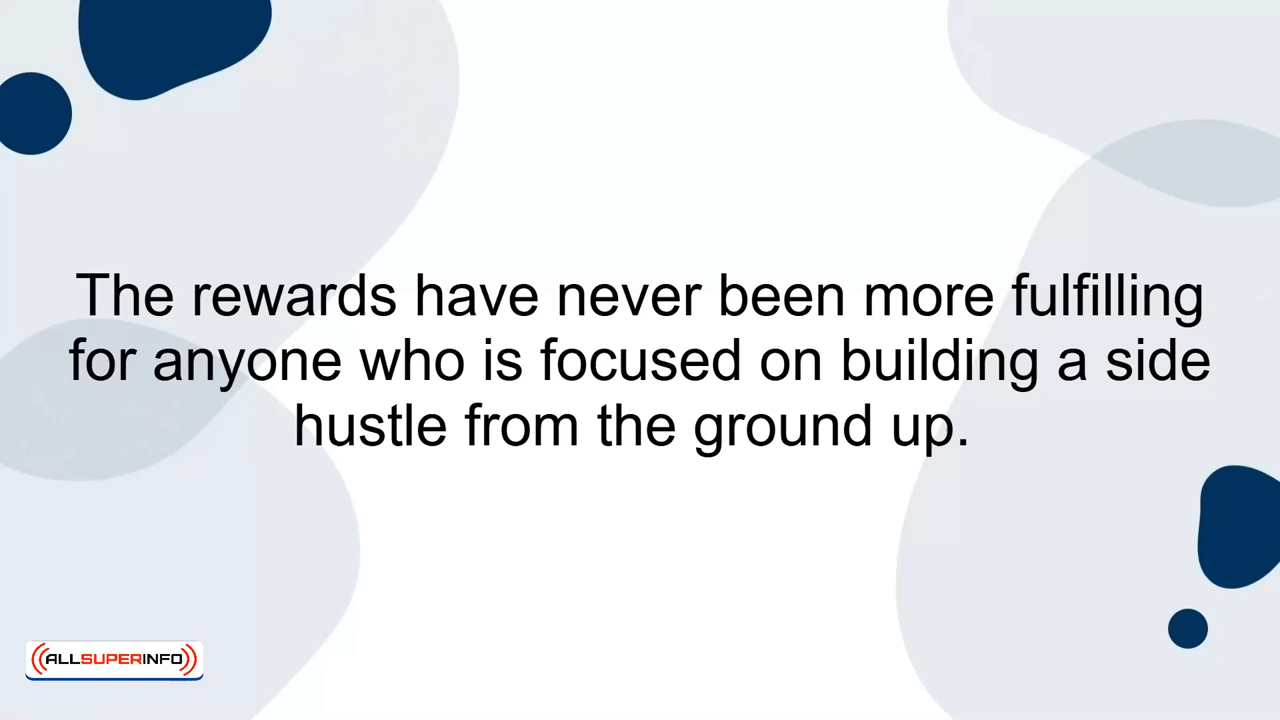 The rewards have never been more fulfilling
for anyone who is focused on building a side
hustle from the ground up.
ALLSUPERINFO